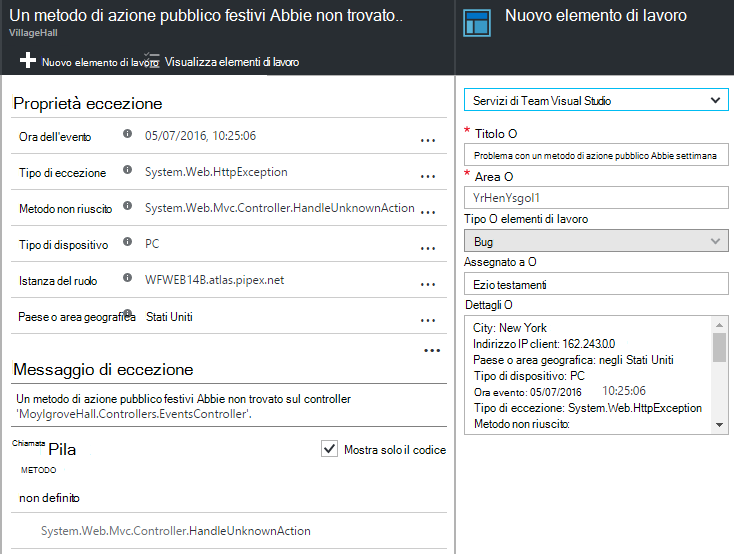 Un metodo di azione pubblico festivi Abbie non trovato..
VillageHall
Nuovo elemento di lavoro
Visualizza elementi di lavoro
Proprietà eccezione
Ora dell'evento 05/07/2016, 10:25:06 ...
Tipo di eccezione System.Web.HttpException ...
Metodo non riuscito System.Web.Mvc.Controller.HandleUnknownAction ...
Tipo di dispositivo PC ...
Istanza del ruolo WFWEB14B.atlas.pipex.net ...
Paese o area geografica Stati Uniti ...
...
Messaggio di eccezione
Un metodo di azione pubblico festivi Abbie non trovato sul controller
'MoylgroveHall.Controllers.EventsController'.
Chiamata Pila
Mostra solo il codice
METODO
non definito
System.Web.Mvc.Controller.HandleUnknownAction
Nuovo elemento di lavoro
Servizi di Team Visual Studio
* Titolo O
Problema con un metodo di azione pubblico Abbie settimana
* Area O
YrHenYsgol1
Tipo O elementi di lavoro
Bug
Assegnato a O
Ezio testamenti
Dettagli O
City: New York
Indirizzo IP client: 162.243.0.0
Paese o area geografica: negli Stati Uniti
Tipo di dispositivo: PC
Ora evento: 05/07/2016 10:25:06
Tipo di eccezione: System.Web.HttpException
Metodo non riuscito: